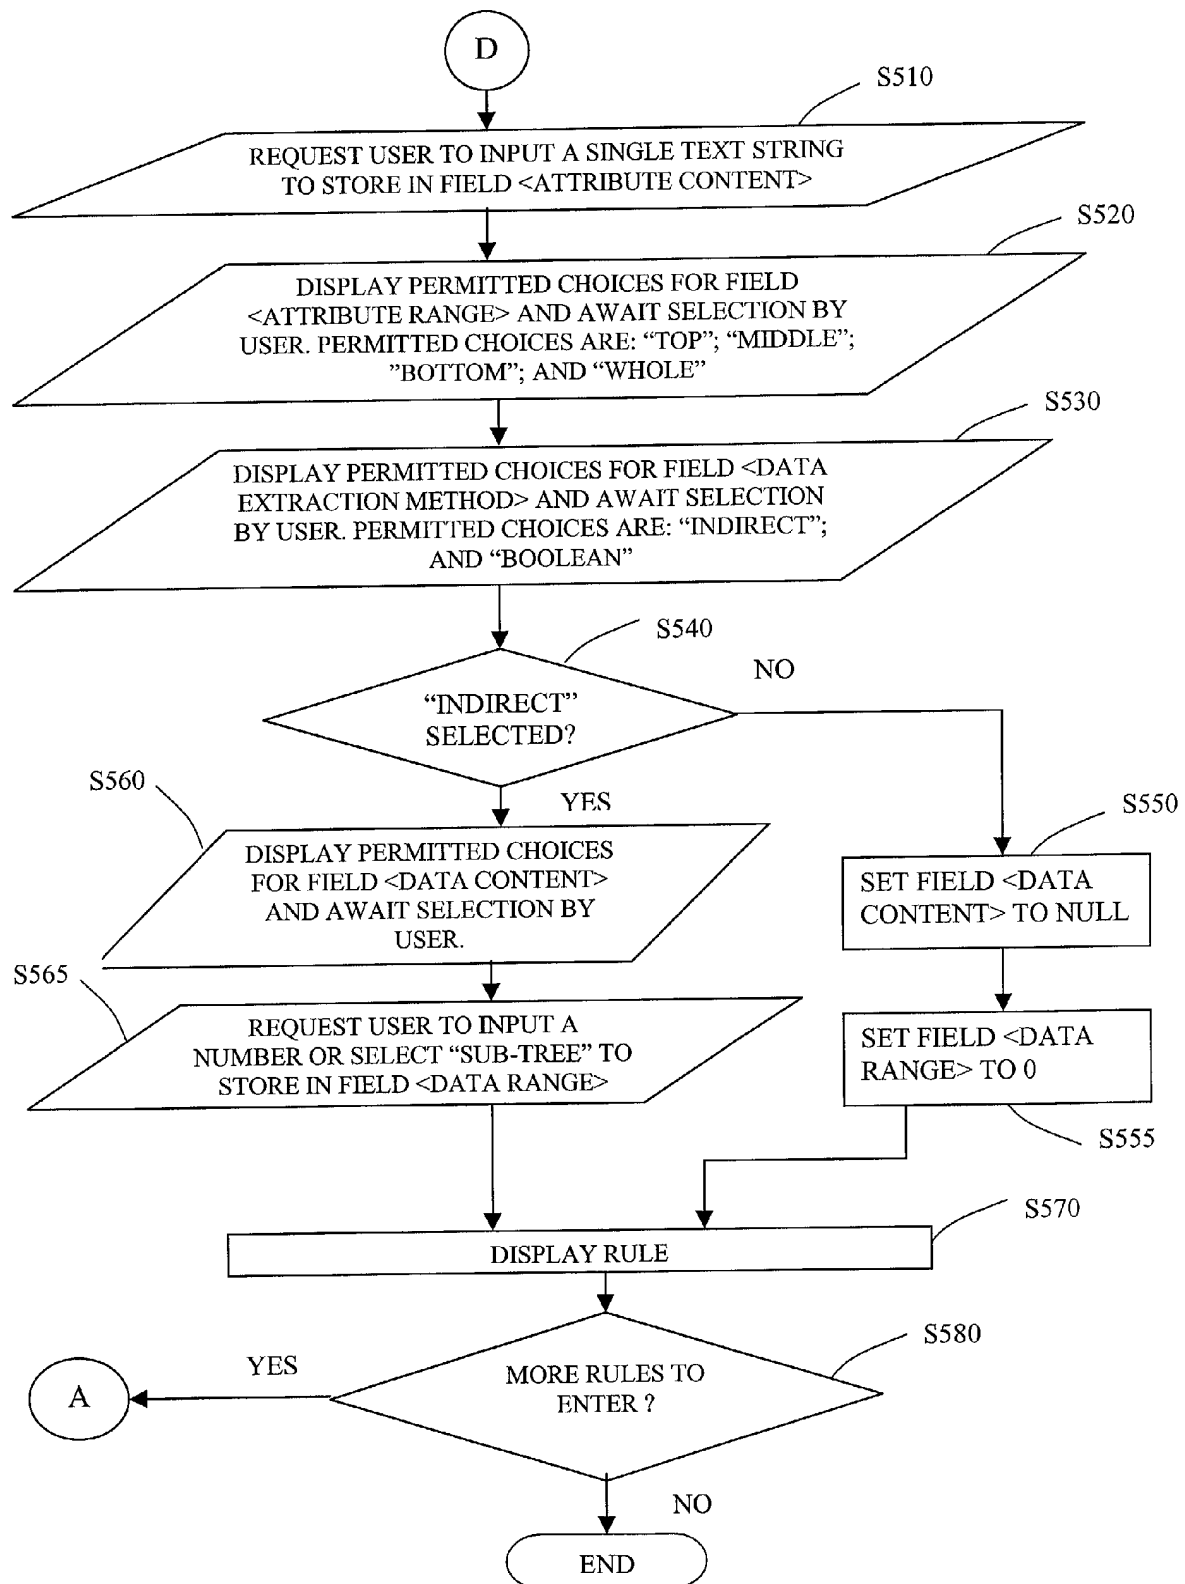 D
S510
REQUEST USER TO INPUT A SINGLE TEXT STRING
TO STORE IN FIELD <ATTRIBUTE CONTENT>
S520
DISPLAY PERMITTED CHOICES FOR FIELD
<ATTRIBUTE RANGE> AND AWAIT SELECTION BY
USER. PERMITTED CHOICES ARE: “TOP”; “MIDDLE”;
”BOTTOM”; AND “WHOLE”
S530
DISPLAY PERMITTED CHOICES FOR FIELD <DATA
EXTRACTION METHOD> AND AWAIT SELECTION
BY USER. PERMITTED CHOICES ARE: “INDIRECT”;
AND “BOOLEAN”
S540
NO
“INDIRECT”
SELECTED?
S560
YES
S550
DISPLAY PERMITTED CHOICES
FOR FIELD <DATA CONTENT>
AND AWAIT SELECTION BY
USER.
SET FIELD <DATA
CONTENT> TO NULL
S565
REQUEST USER TO INPUT A
NUMBER OR SELECT “SUB-TREE” TO
STORE IN FIELD <DATA RANGE>
SET FIELD <DATA
RANGE> TO 0
S555
S570
DISPLAY RULE
S580
YES
MORE RULES TO
ENTER ?
A
NO
END